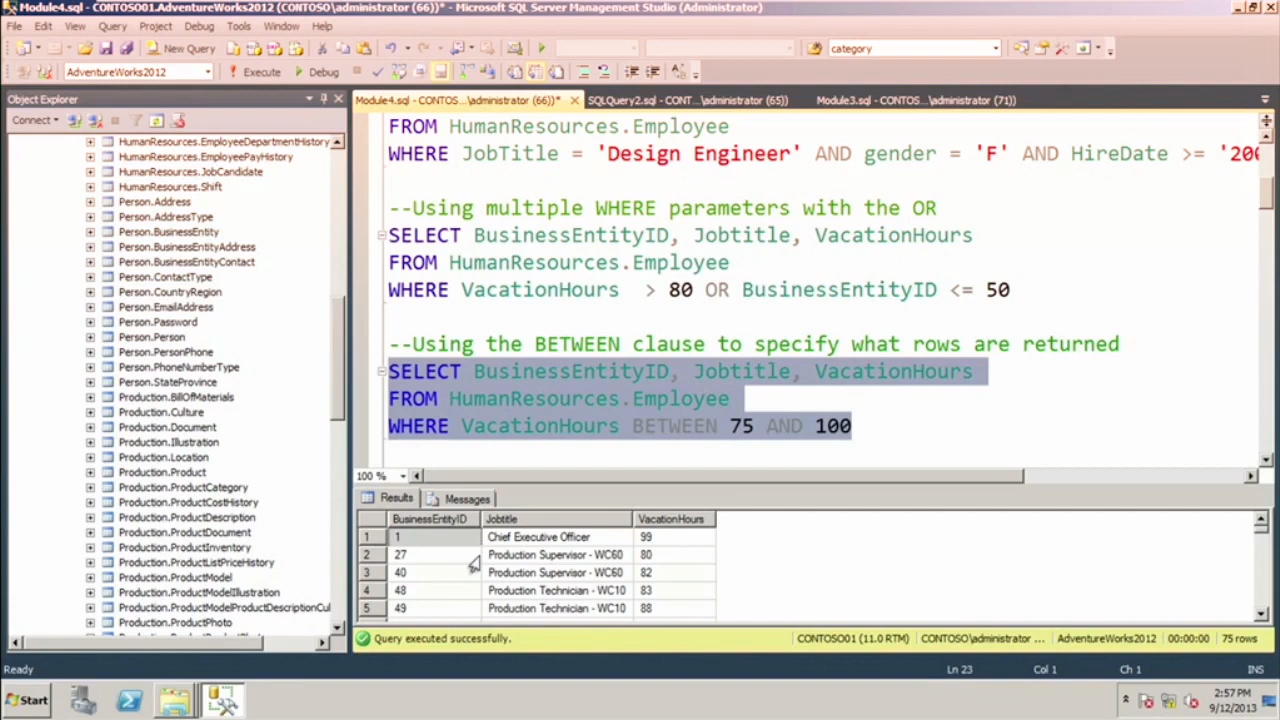 Module4.sql - CONTOSO01.AdventureWorks2012 (CONTOSO\administrator (66))* - Microsoft SQL Server Management Studio (Administrator)
File Edit View Query Project Debug Tools Window Help
New Query category
AdventureWorks2012 Execute Debug
Object Explorer
Connect
HumanResources.EmployeeDepartmentHistory
HumanResources.EmployeePayHistory
HumanResources.JobCandidate
HumanResources.Shift
Person.Address
Person.AddressType
Person.BusinessEntity
Person.BusinessEntityAddress
Person.BusinessEntityContact
Person.ContactType
Person.CountryRegion
Person.EmailAddress
Person.Password
Person.Person
Person.PersonPhone
Person.PhoneNumberType
Person.StateProvince
Production.BillOfMaterials
Production.Culture
Production.Document
Production.Illustration
Production.Location
Production.Product
Production.ProductCategory
Production.ProductCostHistory
Production.ProductDescription
Production.ProductDocument
Production.ProductInventory
Production.ProductListPriceHistory
Production.ProductModel
Production.ProductModelIllustration
Production.ProductModelProductDescriptionCul
Production.ProductPhoto
Module4.sql - CONTOS...\administrator (66))* SQLQuery2.sql - CONT...\administrator (65)) Module3.sql - CONTOS...\administrator (71))
FROM HumanResources.Employee
WHERE JobTitle = 'Design Engineer' AND gender = 'F' AND HireDate >= '200
--Using multiple WHERE parameters with the OR
SELECT BusinessEntityID, Jobtitle, VacationHours
FROM HumanResources.Employee
WHERE VacationHours > 80 OR BusinessEntityID <= 50
--Using the BETWEEN clause to specify what rows are returned
SELECT BusinessEntityID, Jobtitle, VacationHours
FROM HumanResources.Employee
WHERE VacationHours BETWEEN 75 AND 100
100 %
Results Messages
BusinessEntityID Jobtitle VacationHours
1 1 Chief Executive Officer 99
2 27 Production Supervisor - WC60 80
3 40 Production Supervisor - WC60 82
4 48 Production Technician - WC10 83
5 49 Production Technician - WC10 88
Query executed successfully. CONTOSO01 (11.0 RTM) CONTOSO\administrator ... AdventureWorks2012 00:00:00 75 rows
Ready Ln 23 Col 1 Ch 1 INS
Start 2:57 PM
9/12/2013